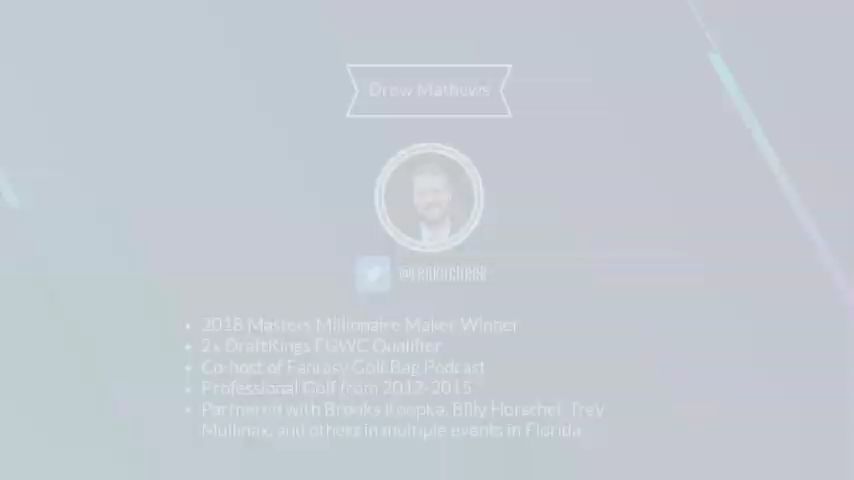 Drew Mathews
• 2018 Masters Millionaire Maker Winner
• 2x DraftKings FGWC Qualifier
• Co-host of Fantasy Golf Bag Podcast
• Professional Golf from 2012-2015
• Partnered with Brooks Koepka, Billy Horschel, Trey
Mullinax, and others in multiple events in Florida